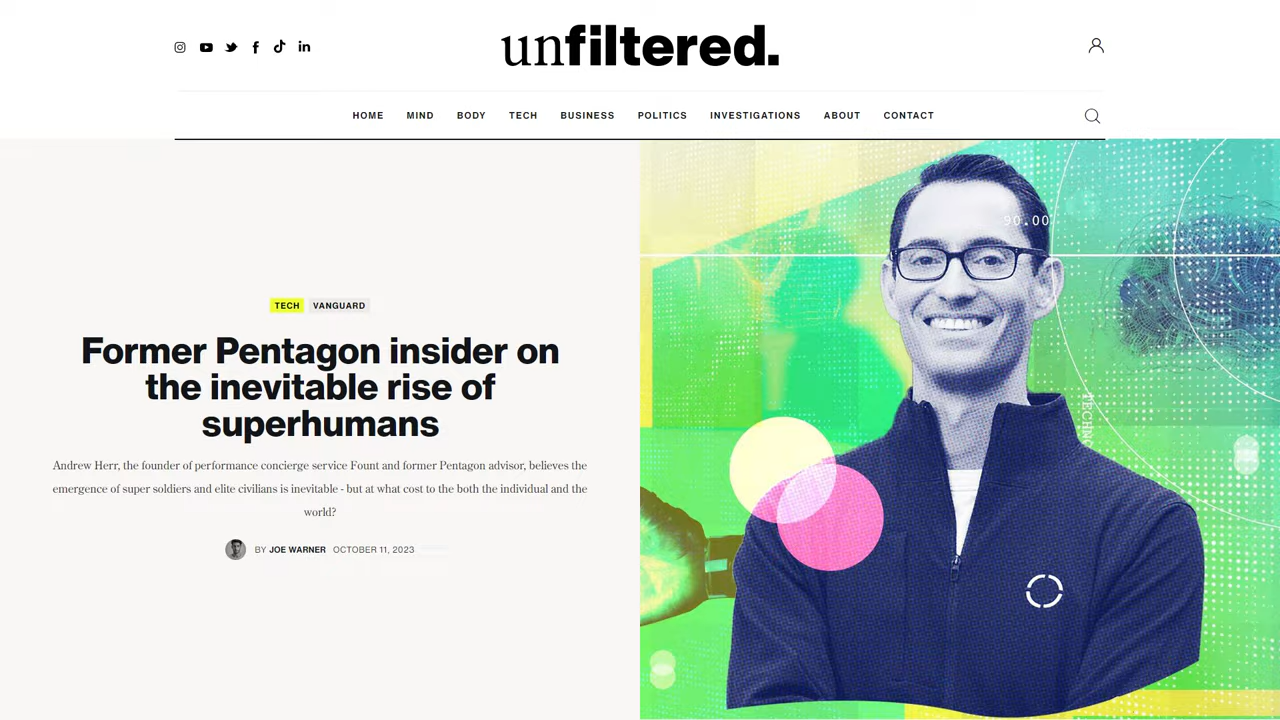 unfiltered.
HOME MIND BODY TECH BUSINESS POLITICS INVESTIGATIONS ABOUT CONTACT
TECH VANGUARD
Former Pentagon insider on
the inevitable rise of
superhumans
Andrew Herr, the founder of performance concierge service Fount and former Pentagon advisor, believes the
emergence of super soldiers and elite civilians is inevitable - but at what cost to the both the individual and the
world?
BY JOE WARNER OCTOBER 11, 2023
90.00
TECHNO